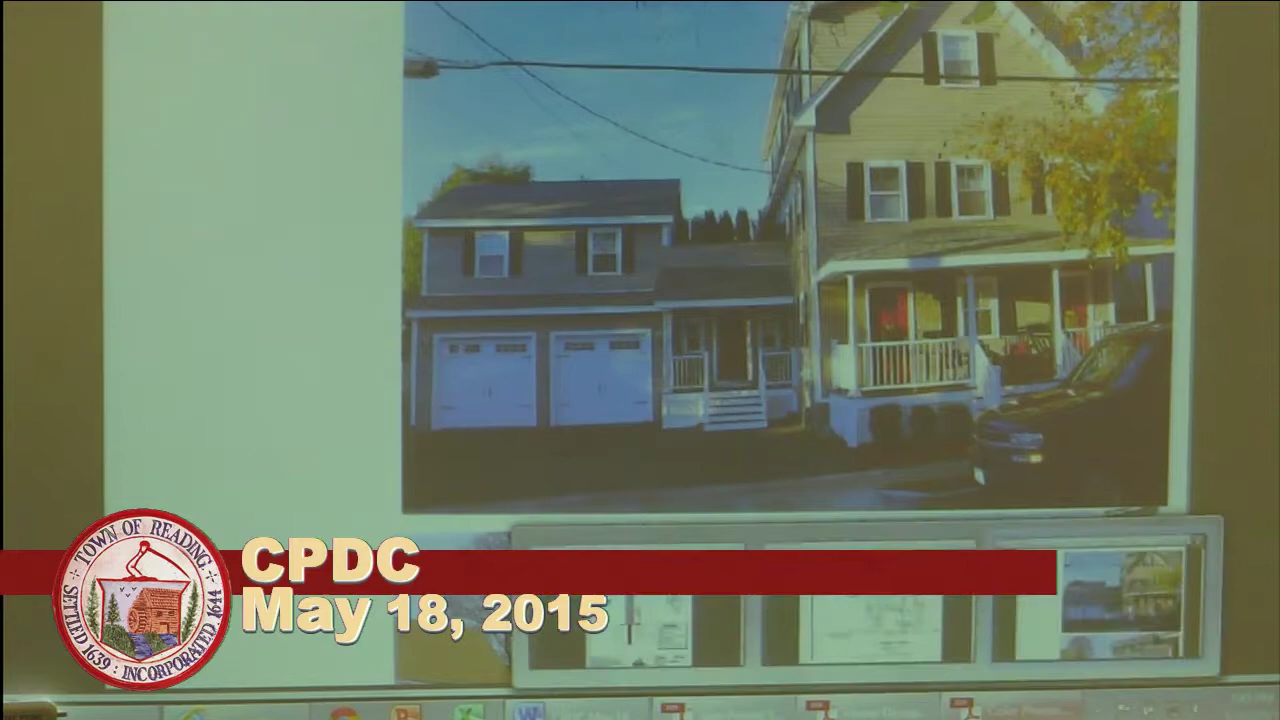 CPDC
May 18, 2015
TOWN OF READING
SETTLED 1639 : INCORPORATED 1644